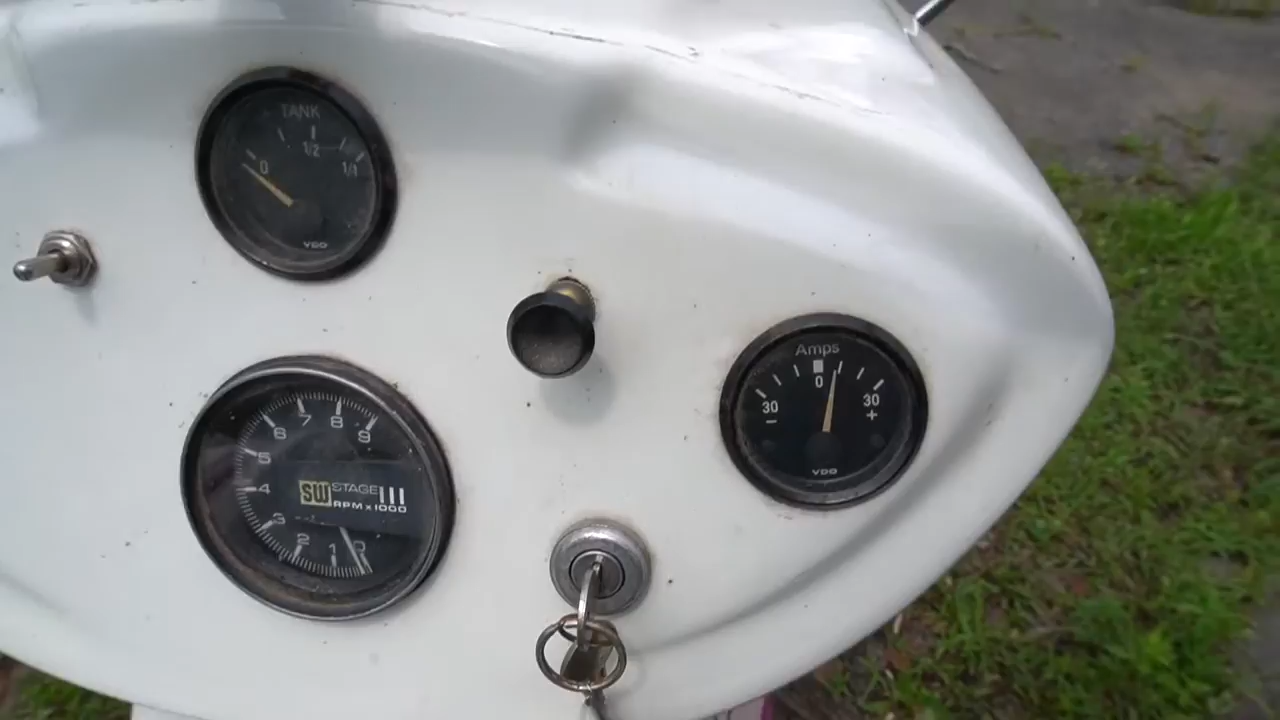 TANK
0 1/2 1/1
VDO
Amps
0
30 30
- +
VDO
7 8
6 9
5
4
SW STAGE III
RPM x 1000
3
2 1 0